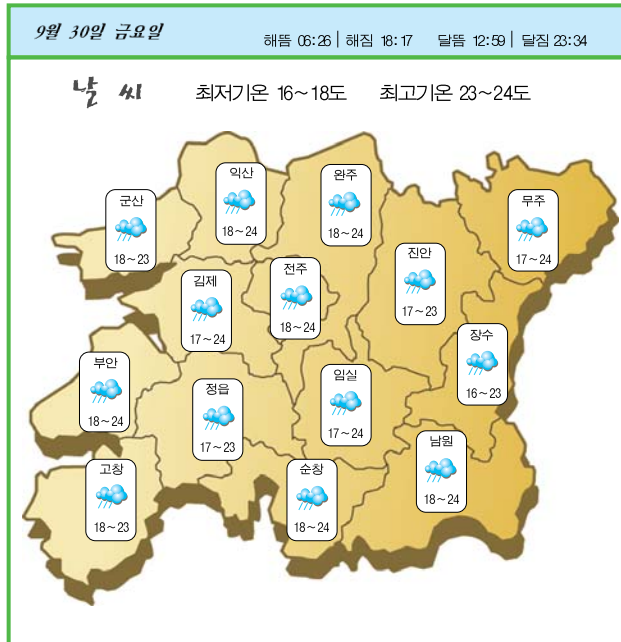 9월 30일 금요일
해뜸 06:26 | 해짐 18:17 달뜸 12:59 | 달짐 23:34
날 씨 최저기온 16~18도 최고기온 23~24도
익산
18~24
완주
18~24
무주
17~24
군산
18~23
진안
17~23
전주
18~24
김제
17~24
장수
16~23
부안
18~24
정읍
17~23
임실
17~24
남원
18~24
고창
18~23
순창
18~24